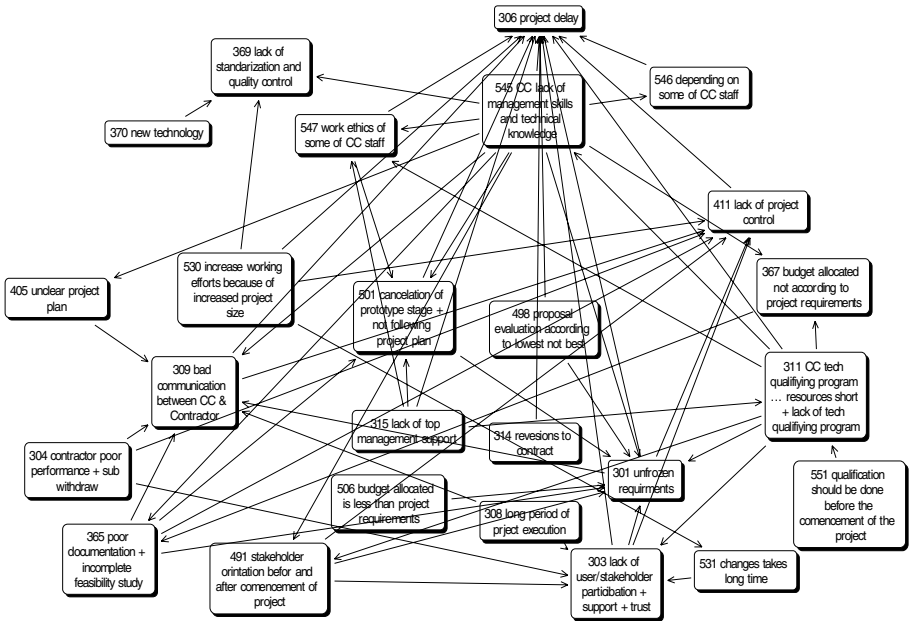 306 project delay
369 lack of
standarization and
quality control
545 CC lack of
management skills
and technical
knowledge
546 depending on
some of CC staff
370 new technology
547 work ethics of
some of CC staff
411 lack of project
control
405 unclear project
plan
530 increase working
efforts because of
increased project
size
501 cancelation of
prototype stage +
not following
project plan
498 proposal
evaluation according
to lowest not best
367 budget allocated
not according to
project requirements
309 bad
communication
between CC &
Contractor
311 CC tech
qualifiying program
... resources short
+ lack of tech
qualifiying program
315 lack of top
management support
314 revesions to
contract
304 contractor poor
performance + sub
withdraw
301 unfrozen
requirments
551 qualification
should be done
before the
comencement of the
project
506 budget allocated
is less than project
requirements
308 long period of
prject execution
365 poor
documentation +
incomplete
feasibility study
491 stakeholder
orintation befor and
after comencement of
project
303 lack of
user/stakeholder
particibation +
support + trust
531 changes takes
long time